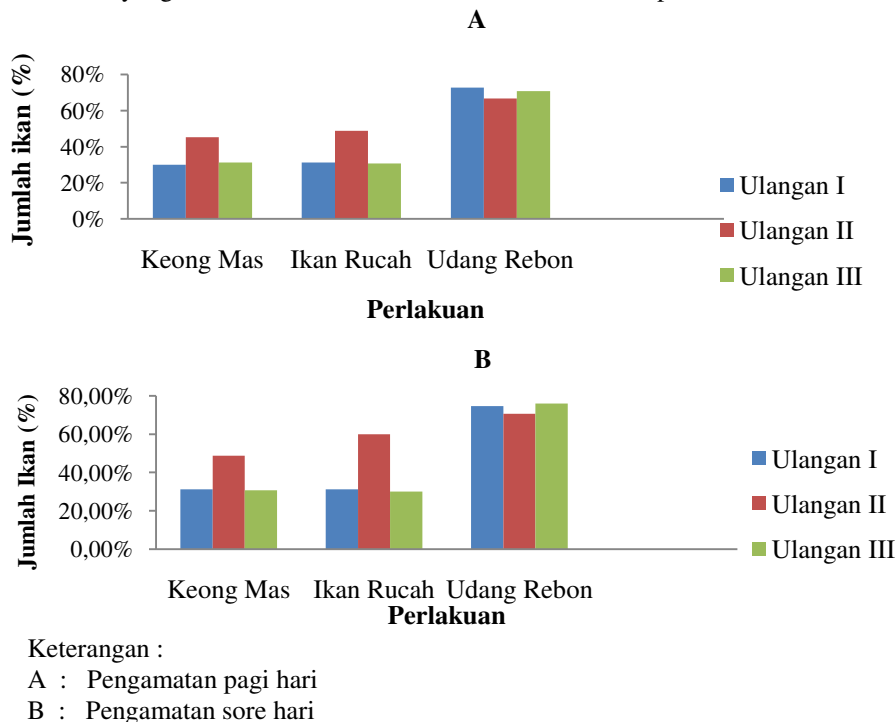 A
Jumlah ikan (%)
80%
60%
40%
20%
0%
Keong Mas Ikan Rucah Udang Rebon
Perlakuan
Ulangan I
Ulangan II
Ulangan III
B
Jumlah Ikan (%)
80,00%
60,00%
40,00%
20,00%
0,00%
Keong Mas Ikan Rucah Udang Rebon
Perlakuan
Ulangan I
Ulangan II
Ulangan III
Keterangan :
A : Pengamatan pagi hari
B : Pengamatan sore hari